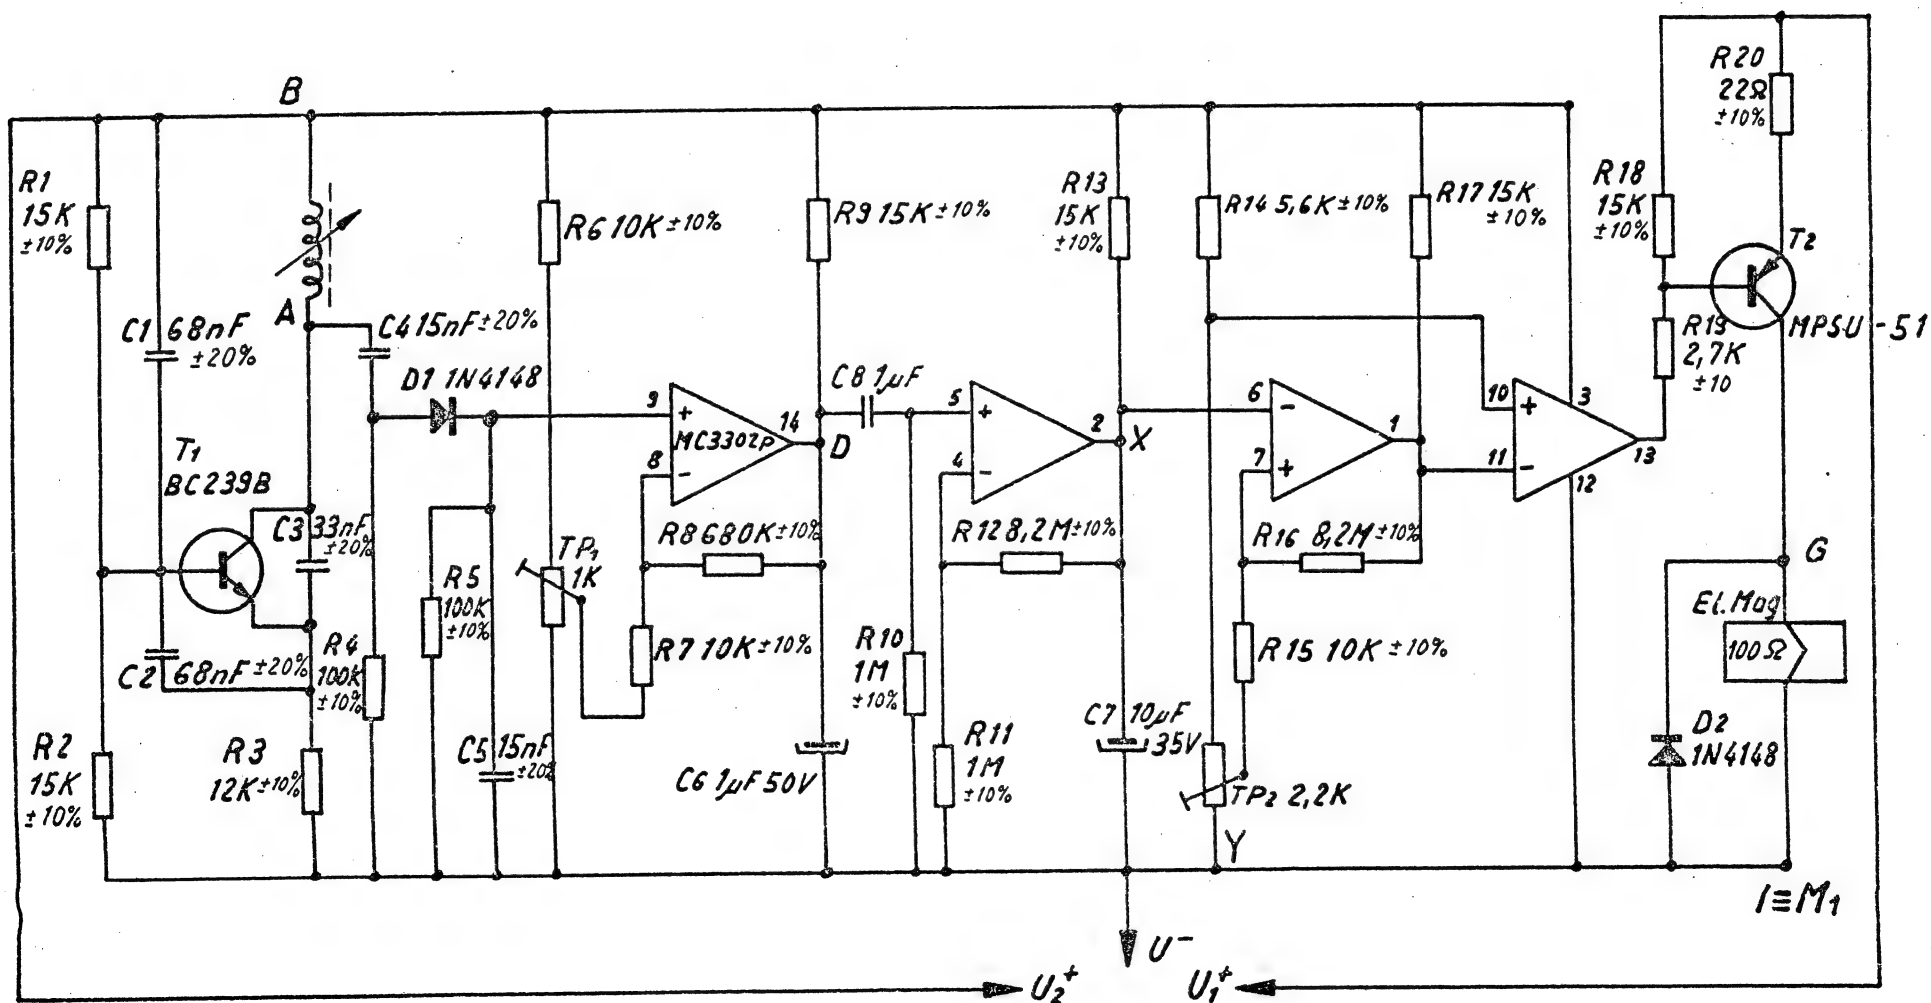 B
R1
15K
±10%
C1 68nF
±20%
A
C4 15nF ±20%
D1 1N4148
R6 10K ±10%
R9 15K ±10%
R13
15K
±10%
R14 5,6K ±10%
R17 15K
±10%
R18
15K
±10%
R20
22Ω
±10%
T2
MPSU-51
R19
2,7K
±10
T1
BC239B
C3 33nF
±20%
9
+
MC3302P
8
-
14
D
C8 1µF
5
+
4
-
2
X
6
-
7
+
1
10
+
11
-
3
12
13
R8 680K ±10%
R12 8,2M ±10%
R16 8,2M ±10%
TP1
1K
R5
100K
±10%
R4
100K
±10%
C2 68nF ±20%
R7 10K ±10%
R10
1M
±10%
R15 10K ±10%
G
El.Mag
100Ω
R2
15K
±10%
R3
12K ±10%
C5 15nF
±20%
C6 1µF 50V
R11
1M
±10%
C7 10µF
35V
TP2 2,2K
Y
D2
1N4148
I≡M1
U-
U2+
U1+